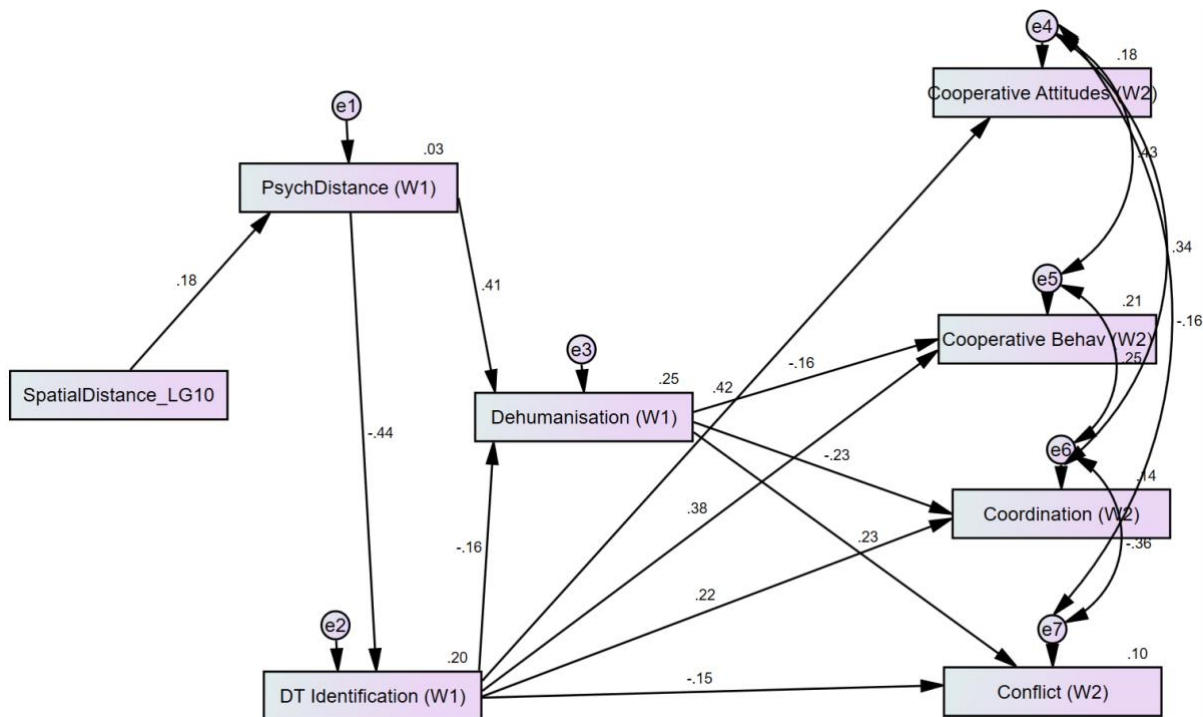 e4
.18
Cooperative Attitudes (W2)
e1
.03
.43
PsychDistance (W1)
.18
.34
e5
.41
.21
-.16
Cooperative Behav (W2)
e3
-.16
.25
.25
.42
SpatialDistance_LG10
Dehumanisation (W1)
-.44
e6
-.23
.14
.38
Coordination (W2)
.23
-.16
-.36
.22
e2
e7
.20
.10
-.15
DT Identification (W1)
Conflict (W2)